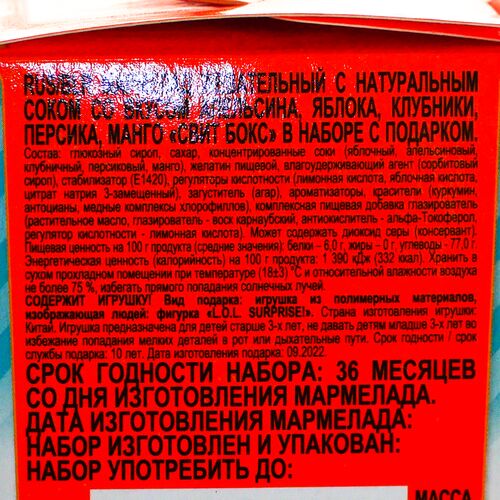 RUSIE
ЖЕВАТЕЛЬНЫЙ С НАТУРАЛЬНЫМ
СОКОМ СО ВКУСОМ АПЕЛЬСИНА, ЯБЛОКА, КЛУБНИКИ,
ПЕРСИКА, МАНГО «СВИТ БОКС» В НАБОРЕ С ПОДАРКОМ.
Состав: глюкозный сироп, сахар, концентрированные соки (яблочный, апельсиновый,
клубничный, персиковый, манго), желатин пищевой, влагоудерживающий агент (сорбитовый
сироп), стабилизатор (Е1420), регуляторы кислотности (лимонная кислота, яблочная кислота,
цитрат натрия 3-замещенный), загуститель (агар), ароматизаторы, красители (куркумин,
антоцианы, медные комплексы хлорофиллов), комплексная пищевая добавка глазирователь
(растительное масло, глазирователь - воск карнаубский, антиокислитель - альфа-Токоферол,
регулятор кислотности - лимонная кислота). Может содержать диоксид серы (консервант).
Пищевая ценность на 100 г продукта (средние значения): белки – 6,0 г, жиры – 0 г, углеводы – 77,0 г.
Энергетическая ценность (калорийность) на 100 г продукта: 1 390 кДж (332 ккал). Хранить в
сухом прохладном помещении при температуре (18±3) °С и относительной влажности воздуха
не более 75 %, избегать прямого попадания солнечных лучей.
СОДЕРЖИТ ИГРУШКУ! Вид подарка: игрушка из полимерных материалов,
изображающая людей: фигурка «L.O.L. SURPRISE!». Страна изготовления игрушки:
Китай. Игрушка предназначена для детей старше 3-х лет, не давать детям младше 3-х лет во
избежание попадания мелких деталей в рот или дыхательные пути. Срок годности / срок
службы подарка: 10 лет. Дата изготовления подарка: 09.2022.
СРОК ГОДНОСТИ НАБОРА: 36 МЕСЯЦЕВ
СО ДНЯ ИЗГОТОВЛЕНИЯ МАРМЕЛАДА.
ДАТА ИЗГОТОВЛЕНИЯ МАРМЕЛАДА:
НАБОР ИЗГОТОВЛЕН И УПАКОВАН:
НАБОР УПОТРЕБИТЬ ДО:
МАССА